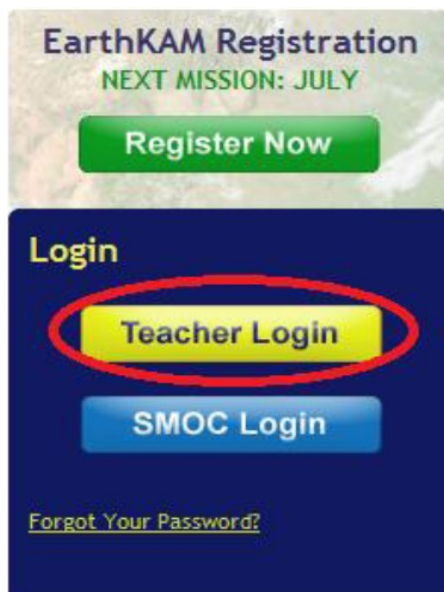 EarthKAM Registration
NEXT MISSION: JULY
Register Now
Login
Teacher Login
SMOC Login
Forgot Your Password?